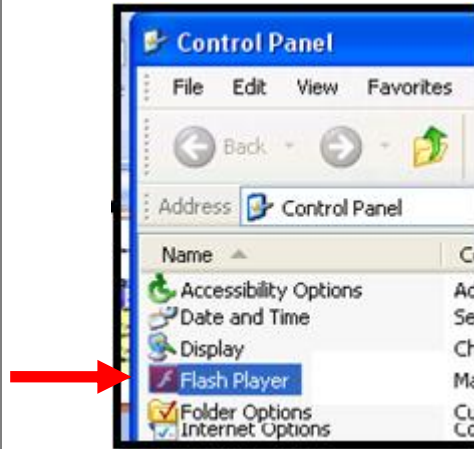 Control Panel
File Edit View Favorites
Back
Address Control Panel
Name
Accessibility Options
Date and Time
Display
Flash Player
Folder Options
Internet Options